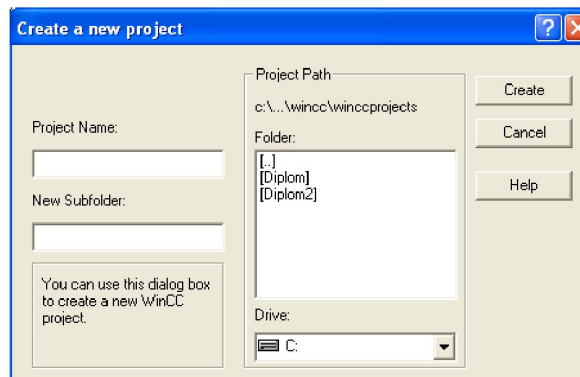 Create a new project
Project Name:
New Subfolder:
You can use this dialog box
to create a new WinCC
project.
Project Path
c:\...\wincc\winccprojects
Folder:
[..]
[Diplom]
[Diplom2]
Drive:
C:
Create
Cancel
Help